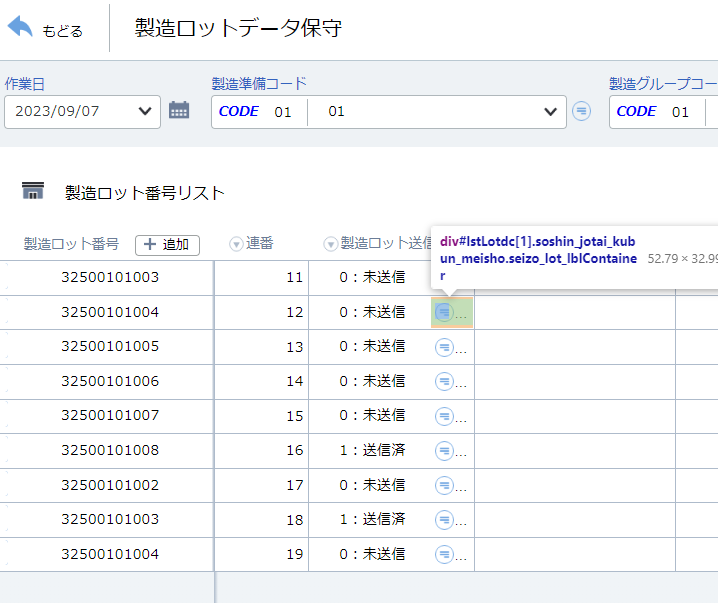 もどる
製造ロットデータ保守
作業日
製造準備コード
製造グループコー
2023/09/07
CODE 01 01
CODE 01
製造ロット番号リスト
製造ロット番号 + 追加 連番 製造ロット送信
div#lstLotdc[1].soshin_jotai_kub
un_meisho.seizo_lot_lblContaine
r
52.79 × 32.99
32500101003 11 0：未送信
32500101004 12 0：未送信 ...
32500101005 13 0：未送信 ...
32500101006 14 0：未送信 ...
32500101007 15 0：未送信 ...
32500101008 16 1：送信済 ...
32500101002 17 0：未送信 ...
32500101003 18 1：送信済 ...
32500101004 19 0：未送信 ...